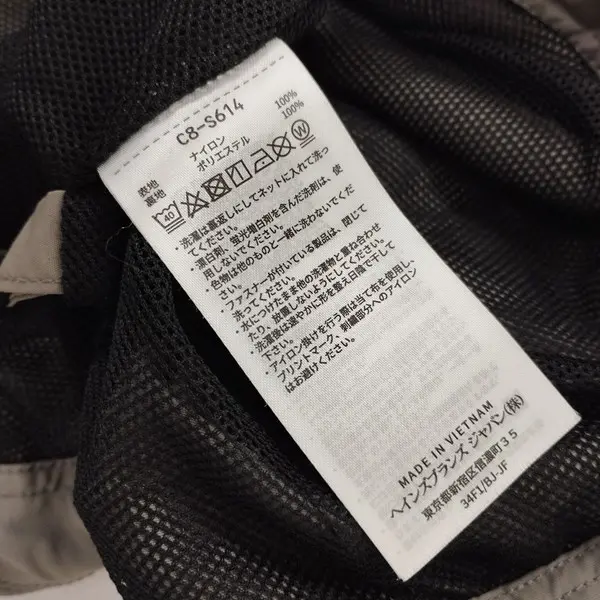 C8-S614
表地 ナイロン 100%
裏地 ポリエステル 100%
40
・洗濯は裏返しにしてネットに入れて洗っ
てください。
・漂白剤、蛍光増白剤を含んだ洗剤は、使
用しないでください。
・色物は他のものと一緒に洗わないでくだ
さい。
・ファスナーが付いている製品は、閉じて
洗ってください。
・水につけたまま他の洗濯物と重ね合わせ
たり、放置しないようにしてください。
・洗濯後は速やかに形を整え日陰で干して
下さい。
・アイロン掛けを行う際は当て布を使用し、
プリントマーク、刺繍部分へのアイロン
はお避けください。
MADE IN VIETNAM
ヘインズブランズ ジャパン(株)
東京都新宿区信濃町35
34F1/BJ-JF